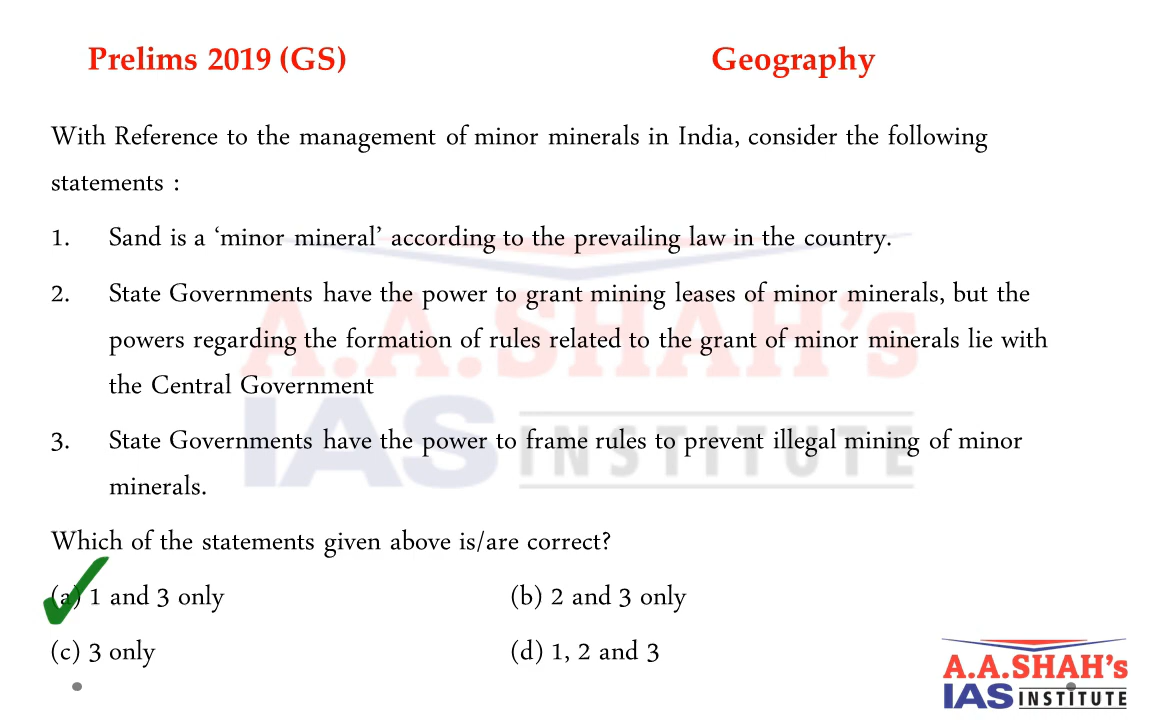 Prelims 2019 (GS) Geography
With Reference to the management of minor minerals in India, consider the following
statements :
1. Sand is a ‘minor mineral’ according to the prevailing law in the country.
2. State Governments have the power to grant mining leases of minor minerals, but the
powers regarding the formation of rules related to the grant of minor minerals lie with
the Central Government
3. State Governments have the power to frame rules to prevent illegal mining of minor
minerals.
Which of the statements given above is/are correct?
(a) 1 and 3 only (b) 2 and 3 only
(c) 3 only (d) 1, 2 and 3
A.A.SHAH’s
IAS INSTITUTE
A.A.SHAH’s
IAS INSTITUTE